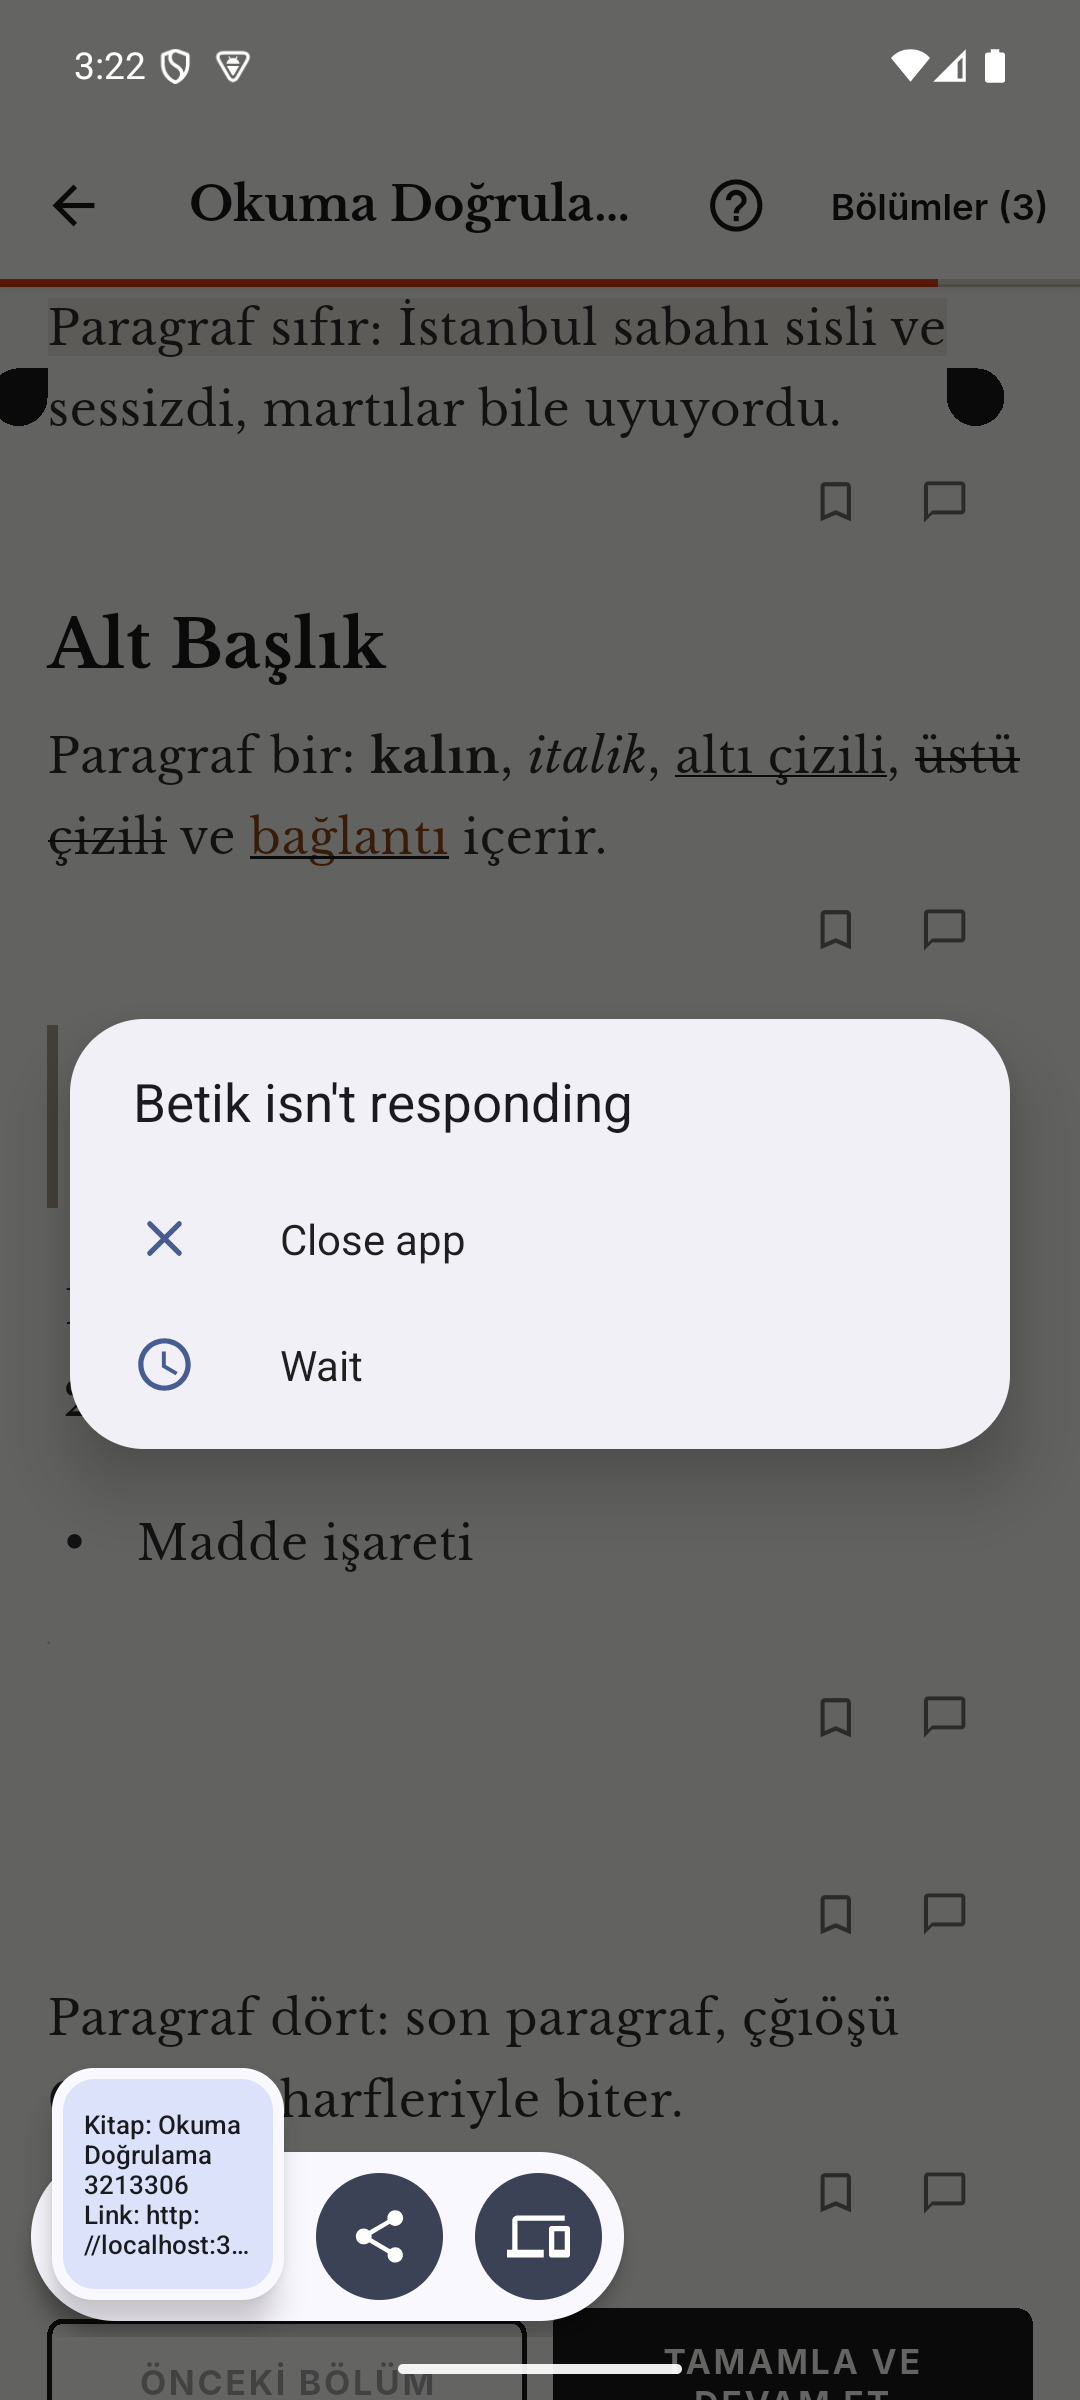 3:22
Okuma Doğrula...
Bölümler (3)
Paragraf sıfır: İstanbul sabahı sisli ve
sessizdi, martılar bile uyuyordu.
Alt Başlık
Paragraf bir: kalın, italik, altı çizili, üstü
çizili ve bağlantı içerir.
Betik isn't responding
Close app
Wait
• Madde işareti
Paragraf dört: son paragraf, çğıöşü
harfleriyle biter.
Kitap: Okuma
Doğrulama
3213306
Link: http:
//localhost:3...
ÖNCEKİ BÖLÜM
TAMAMLA VE
DEVAM ET